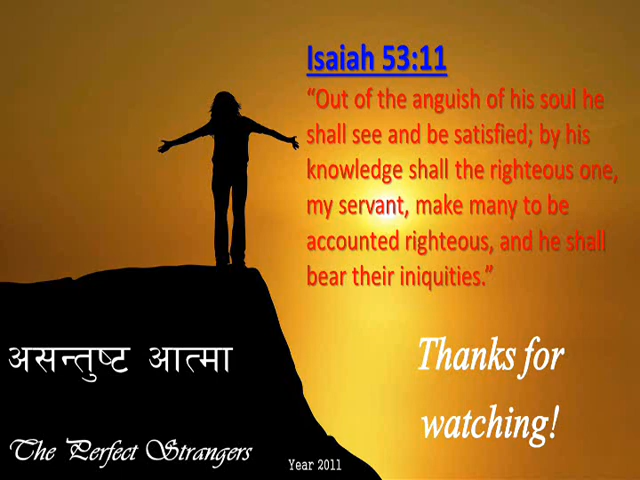 Isaiah 53:11
“Out of the anguish of his soul he
shall see and be satisfied; by his
knowledge shall the righteous one,
my servant, make many to be
accounted righteous, and he shall
bear their iniquities.”
असन्तुष्ट आत्मा
Thanks for
watching!
The Perfect Strangers
Year 2011